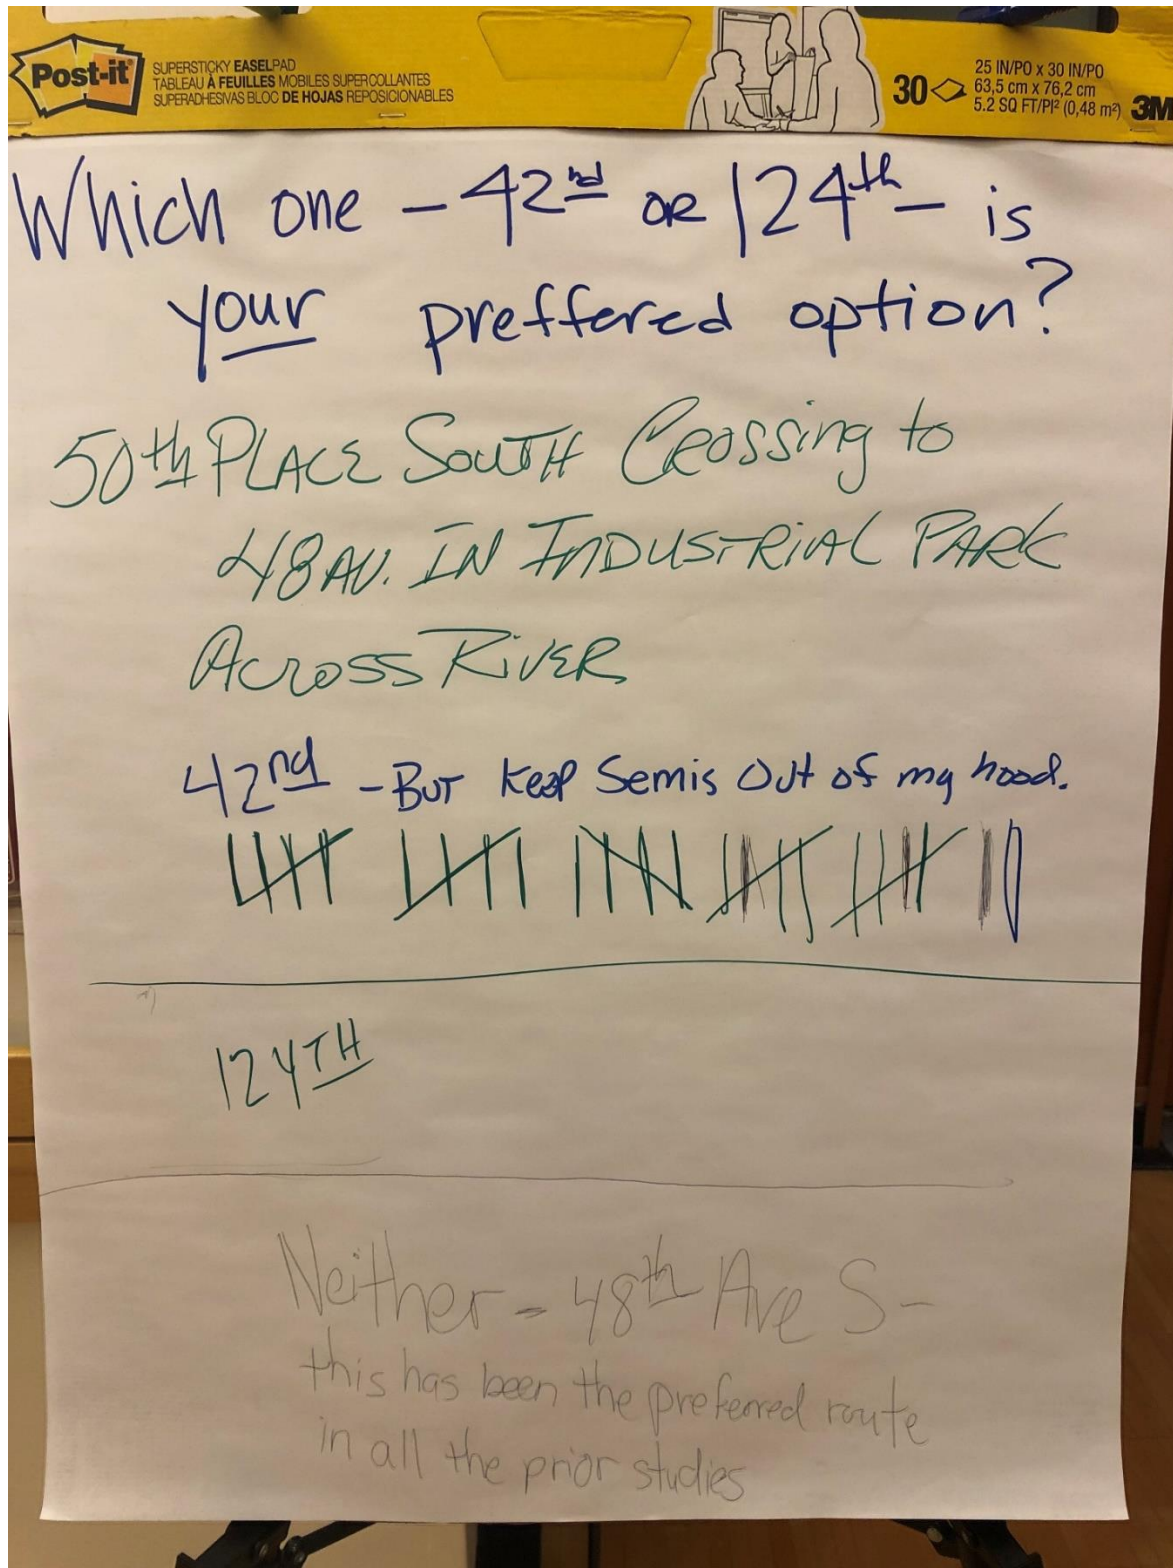 Post-it
SUPERSTICKY EASELPAD
TABLEAU À FEUILLES MOBILES SUPERCOLLANTES
SUPERADHESIVAS BLOC DE HOJAS REPOSICIONABLES
30
25 IN/PO x 30 IN/PO
63,5 cm x 76,2 cm
5.2 SQ FT/PI² (0,48 m²)
3M
Which one - 42nd OR 124th - is
your preffered option?
50th PLACE SOUTH Crossing to
48 AV. IN INDUSTRIAL PARK
Across River
42nd - But Keep Semis Out of my hood.
124TH
Neither - 48th Ave S -
this has been the preferred route
in all the prior studies